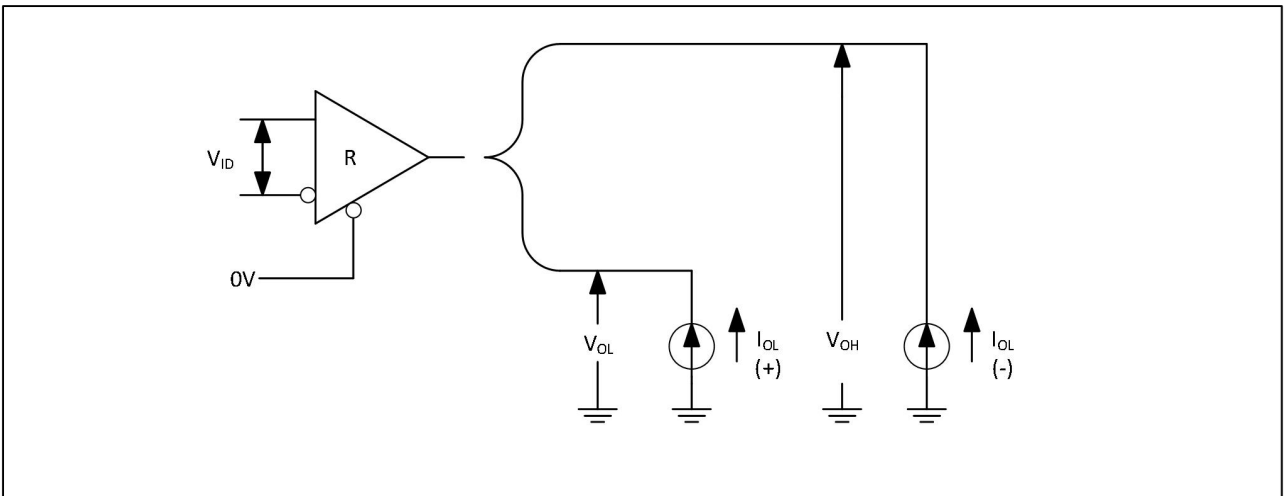 R
V_ID
0V
V_OL
I_OL
(+)
V_OH
I_OL
(-)